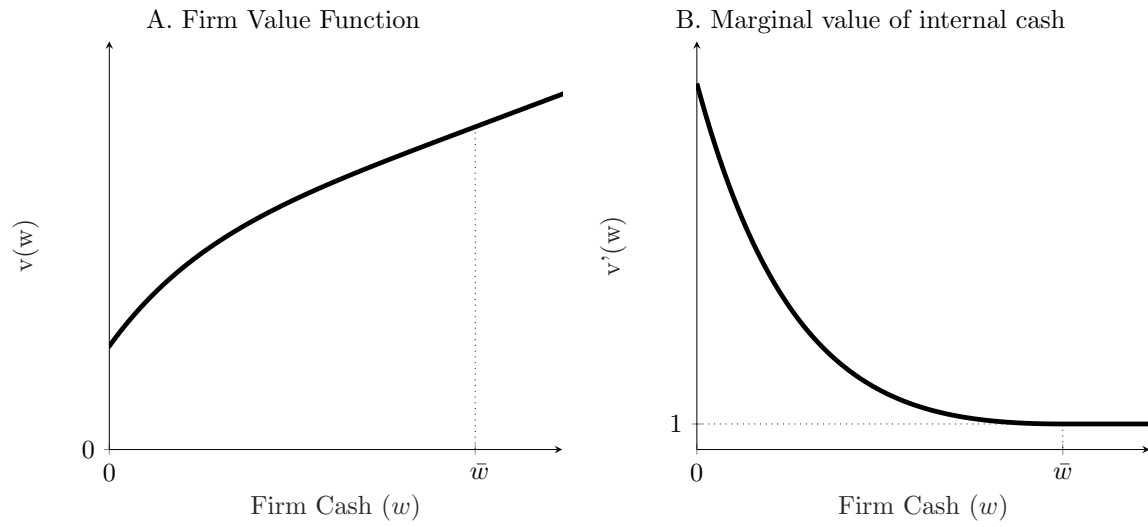 A. Firm Value Function
v(w)
0
0
w̄
Firm Cash (w)
B. Marginal value of internal cash
v'(w)
1
0
w̄
Firm Cash (w)